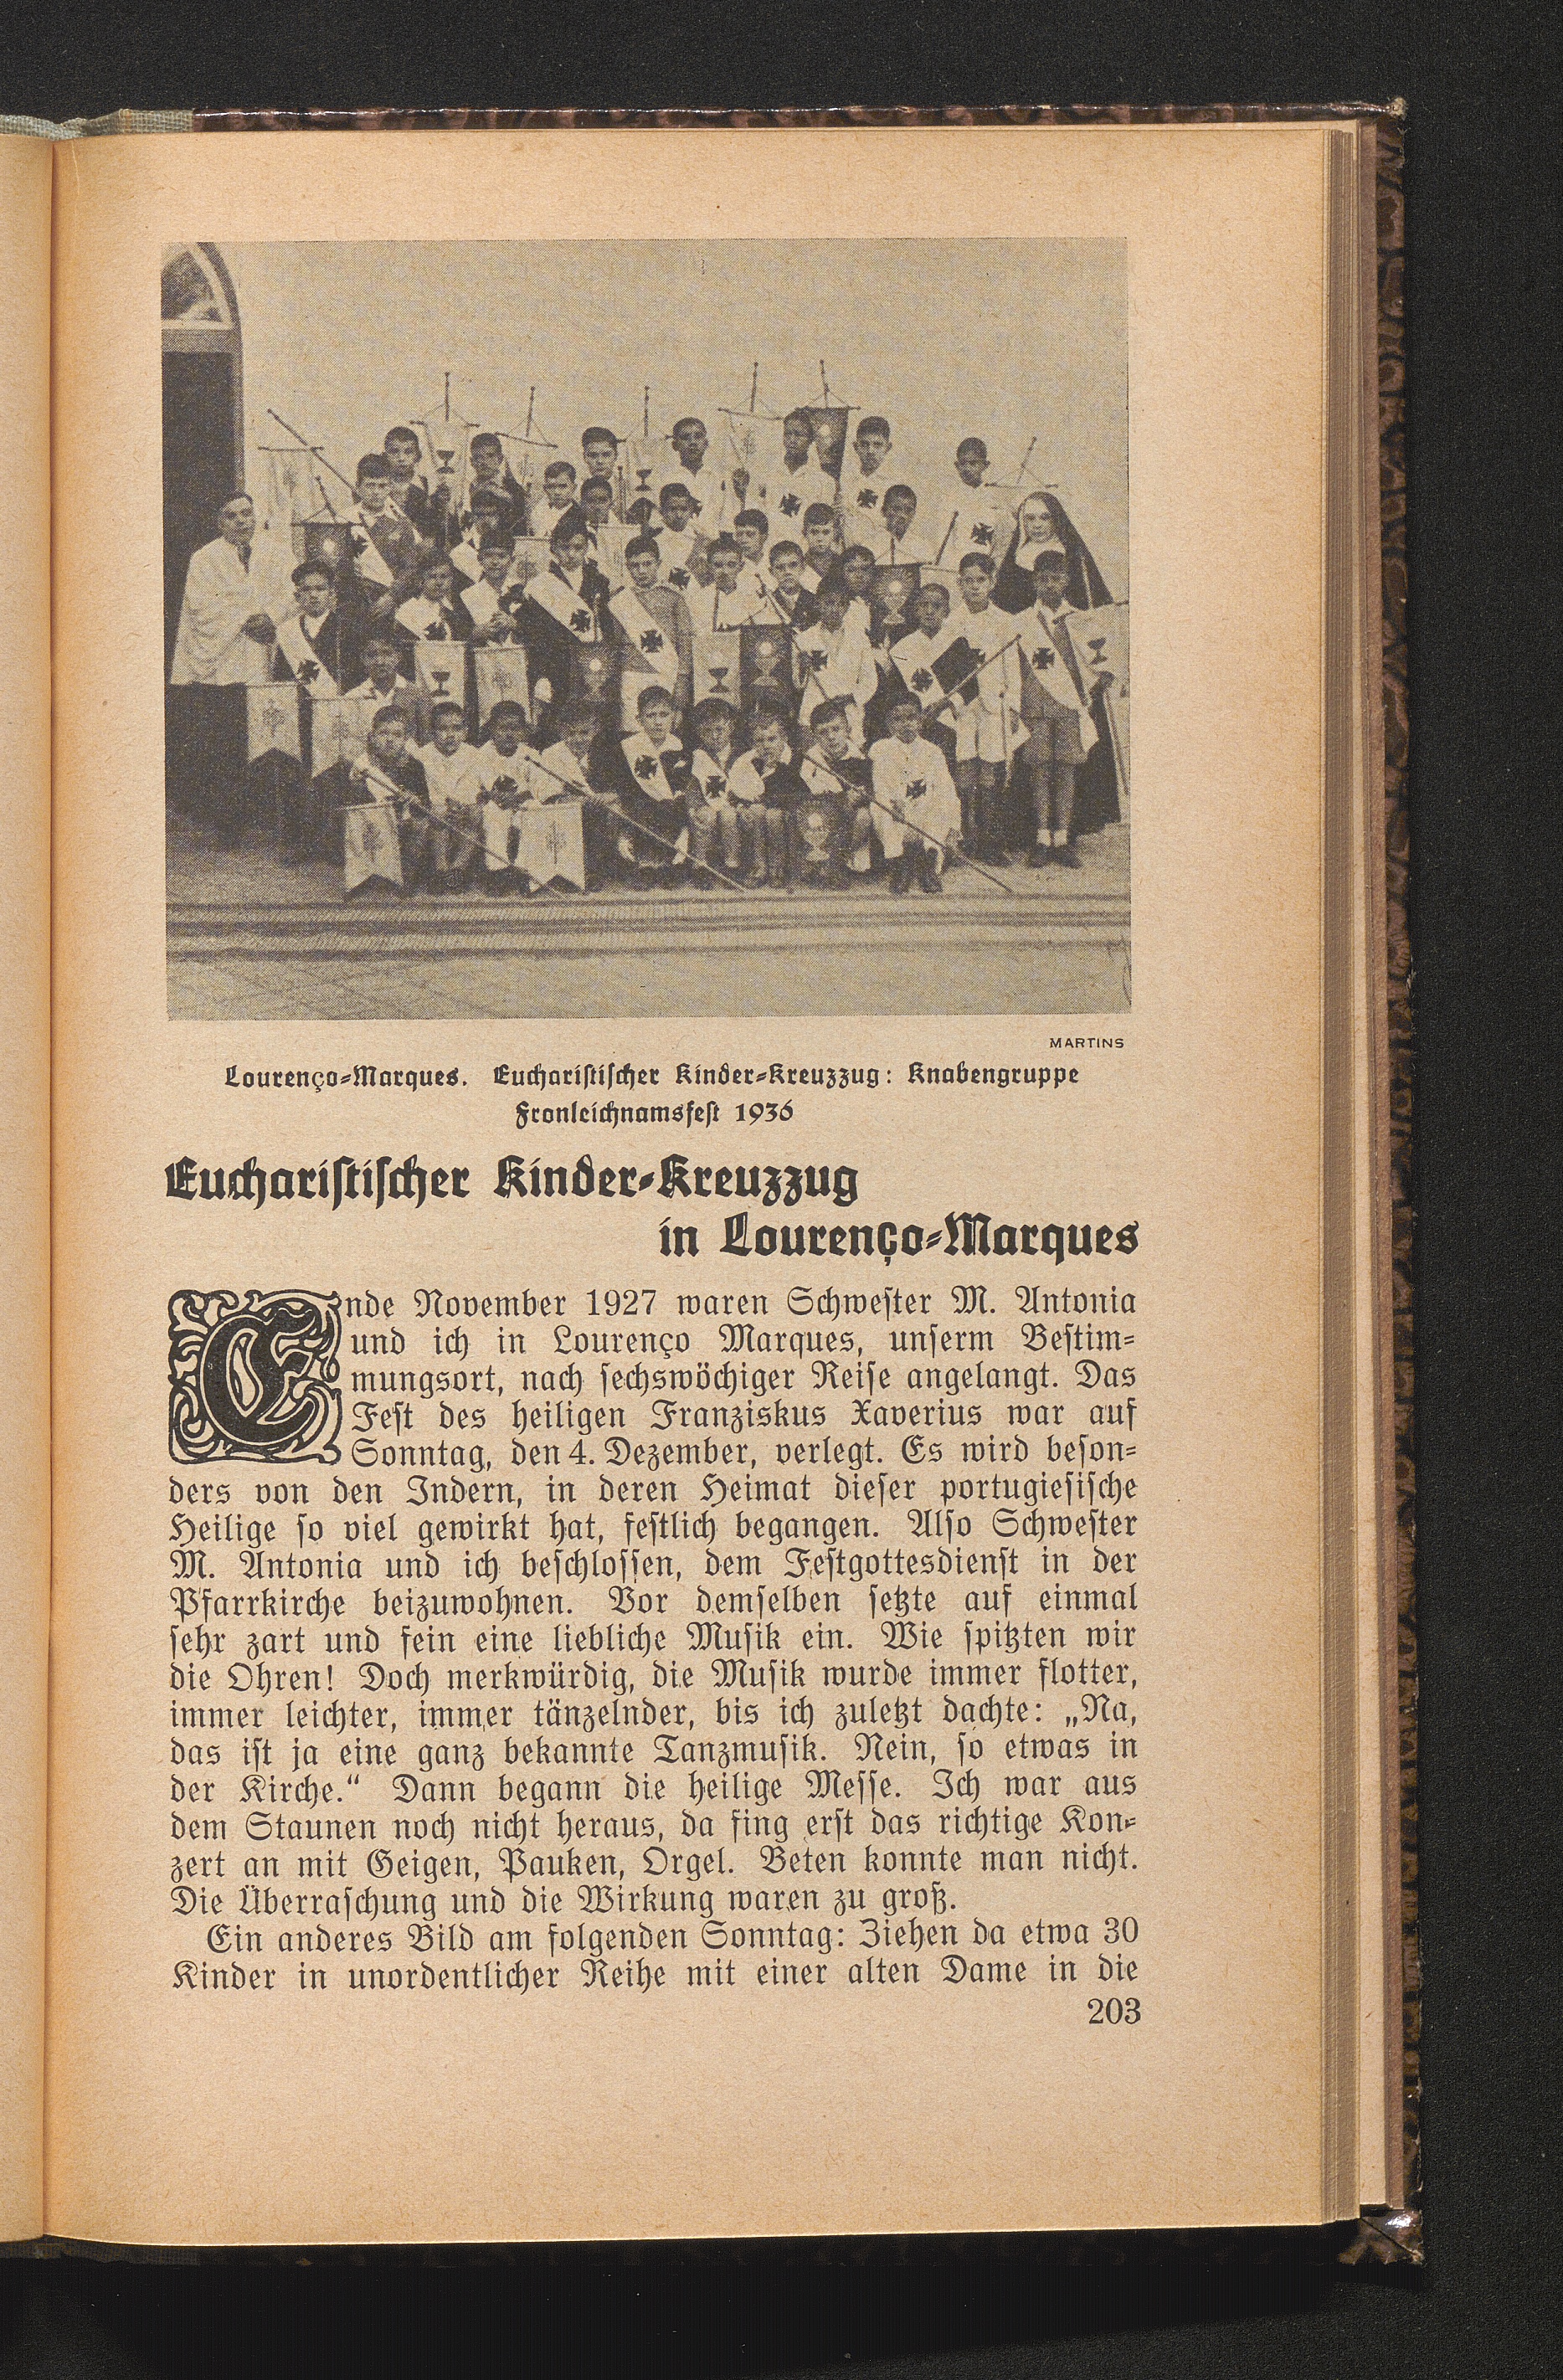 MARTINS
Lourenço-Marques. Eucharistischer Kinder-Kreuzzug: Knabengruppe
Fronleichnamsfest 1936
Eucharistischer Kinder-Kreuzzug
in Lourenço-Marques
Ende November 1927 waren Schwester M. Antonia
und ich in Lourenço Marques, unserm Bestim-
mungsort, nach sechswöchiger Reise angelangt. Das
Fest des heiligen Franziskus Xaverius war auf
Sonntag, den 4. Dezember, verlegt. Es wird beson-
ders von den Indern, in deren Heimat dieser portugiesische
Heilige so viel gewirkt hat, festlich begangen. Also Schwester
M. Antonia und ich beschlossen, dem Festgottesdienst in der
Pfarrkirche beizuwohnen. Vor demselben setzte auf einmal
sehr zart und fein eine liebliche Musik ein. Wie spitzten wir
die Ohren! Doch merkwürdig, die Musik wurde immer flotter,
immer leichter, immer tänzelnder, bis ich zuletzt dachte: „Na,
das ist ja eine ganz bekannte Tanzmusik. Nein, so etwas in
der Kirche.“ Dann begann die heilige Messe. Ich war aus
dem Staunen noch nicht heraus, da fing erst das richtige Kon-
zert an mit Geigen, Pauken, Orgel. Beten konnte man nicht.
Die Überraschung und die Wirkung waren zu groß.
Ein anderes Bild am folgenden Sonntag: Ziehen da etwa 30
Kinder in unordentlicher Reihe mit einer alten Dame in die
203